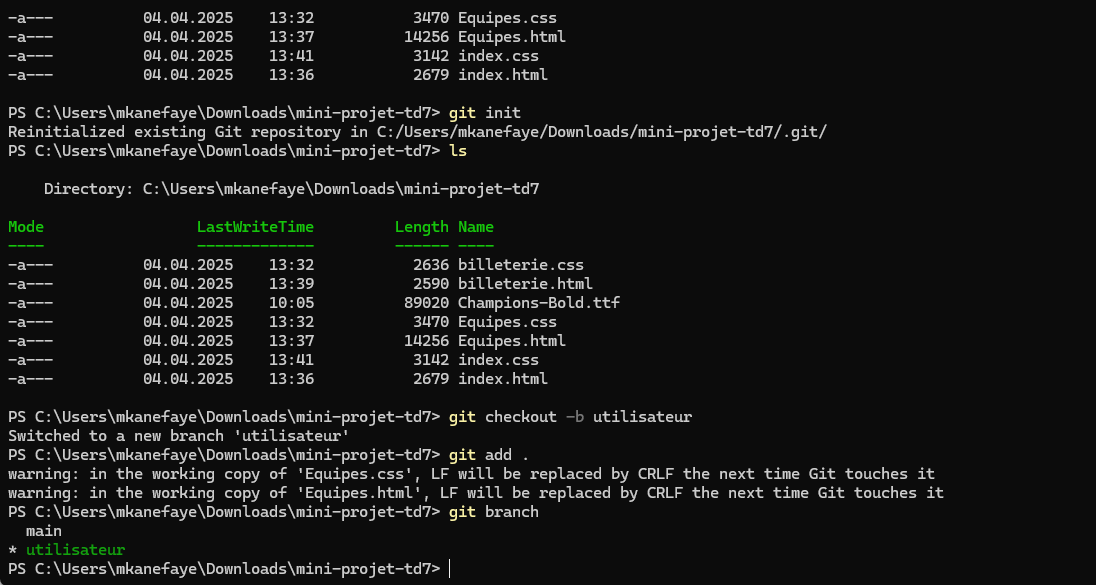 -a---          04.04.2025    13:32           3470 Equipes.css
-a---          04.04.2025    13:37          14256 Equipes.html
-a---          04.04.2025    13:41           3142 index.css
-a---          04.04.2025    13:36           2679 index.html
PS C:\Users\mkanefaye\Downloads\mini-projet-td7> git init
Reinitialized existing Git repository in C:/Users/mkanefaye/Downloads/mini-projet-td7/.git/
PS C:\Users\mkanefaye\Downloads\mini-projet-td7> ls
    Directory: C:\Users\mkanefaye\Downloads\mini-projet-td7
Mode                 LastWriteTime         Length Name
----                 -------------         ------ ----
-a---          04.04.2025    13:32           2636 billeterie.css
-a---          04.04.2025    13:39           2590 billeterie.html
-a---          04.04.2025    10:05          89020 Champions-Bold.ttf
-a---          04.04.2025    13:32           3470 Equipes.css
-a---          04.04.2025    13:37          14256 Equipes.html
-a---          04.04.2025    13:41           3142 index.css
-a---          04.04.2025    13:36           2679 index.html
PS C:\Users\mkanefaye\Downloads\mini-projet-td7> git checkout -b utilisateur
Switched to a new branch 'utilisateur'
PS C:\Users\mkanefaye\Downloads\mini-projet-td7> git add .
warning: in the working copy of 'Equipes.css', LF will be replaced by CRLF the next time Git touches it
warning: in the working copy of 'Equipes.html', LF will be replaced by CRLF the next time Git touches it
PS C:\Users\mkanefaye\Downloads\mini-projet-td7> git branch
  main
* utilisateur
PS C:\Users\mkanefaye\Downloads\mini-projet-td7>